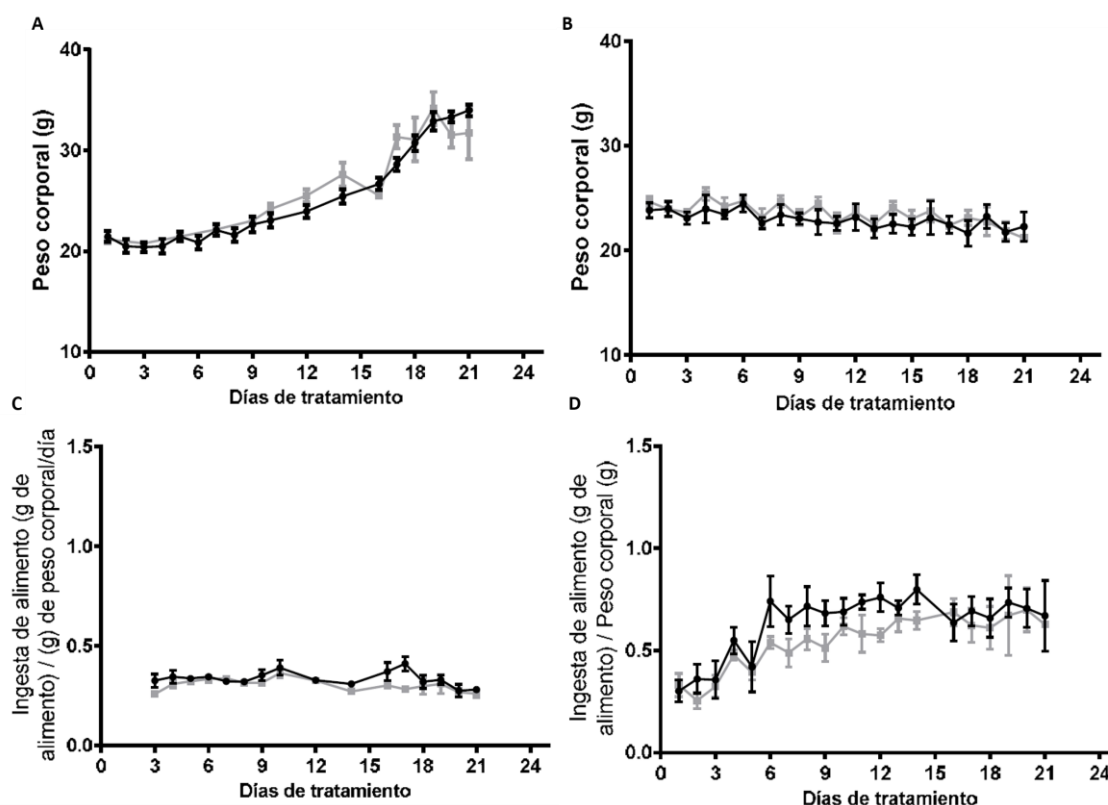 A
40
30
20
10
Peso corporal (g)
0 3 6 9 12 15 18 21 24
Días de tratamiento
B
40
30
20
10
Peso corporal (g)
0 3 6 9 12 15 18 21 24
Días de tratamiento
C
1.5
1.0
0.5
0.0
Ingesta de alimento (g de
alimento) / (g) de peso corporal/día
0 3 6 9 12 15 18 21 24
Días de tratamiento
D
1.5
1.0
0.5
0.0
Ingesta de alimento (g de
alimento) / Peso corporal (g)
0 3 6 9 12 15 18 21 24
Días de tratamiento